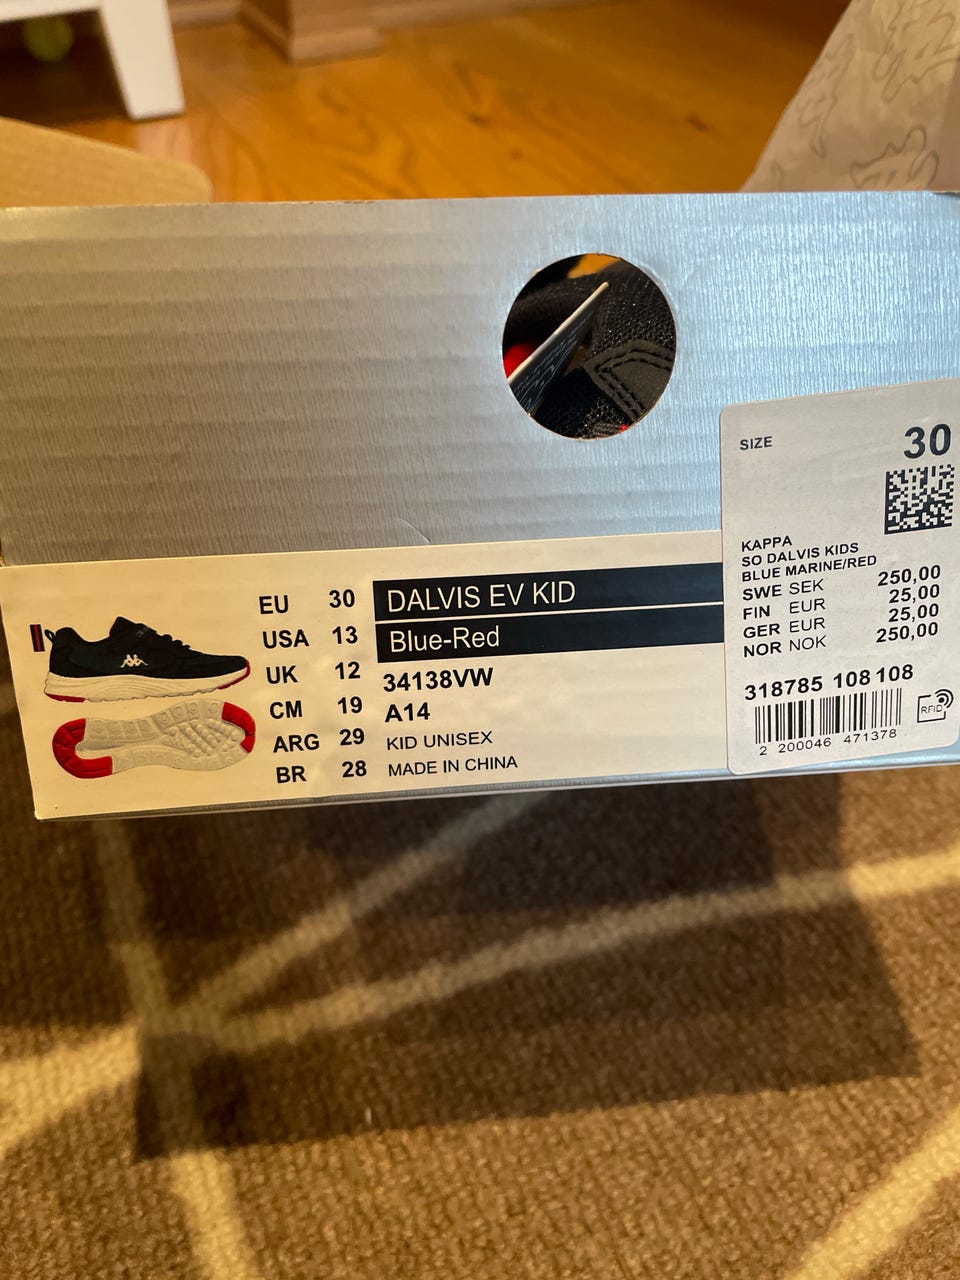 SIZE 30
KAPPA
SO DALVIS KIDS
BLUE MARINE/RED
SWE SEK 250,00
FIN EUR 25,00
GER EUR 25,00
NOR NOK 250,00
318785 108 108
2 200046 471378
RFID
EU 30
USA 13
UK 12
CM 19
ARG 29
BR 28
DALVIS EV KID
Blue-Red
34138VW
A14
KID UNISEX
MADE IN CHINA